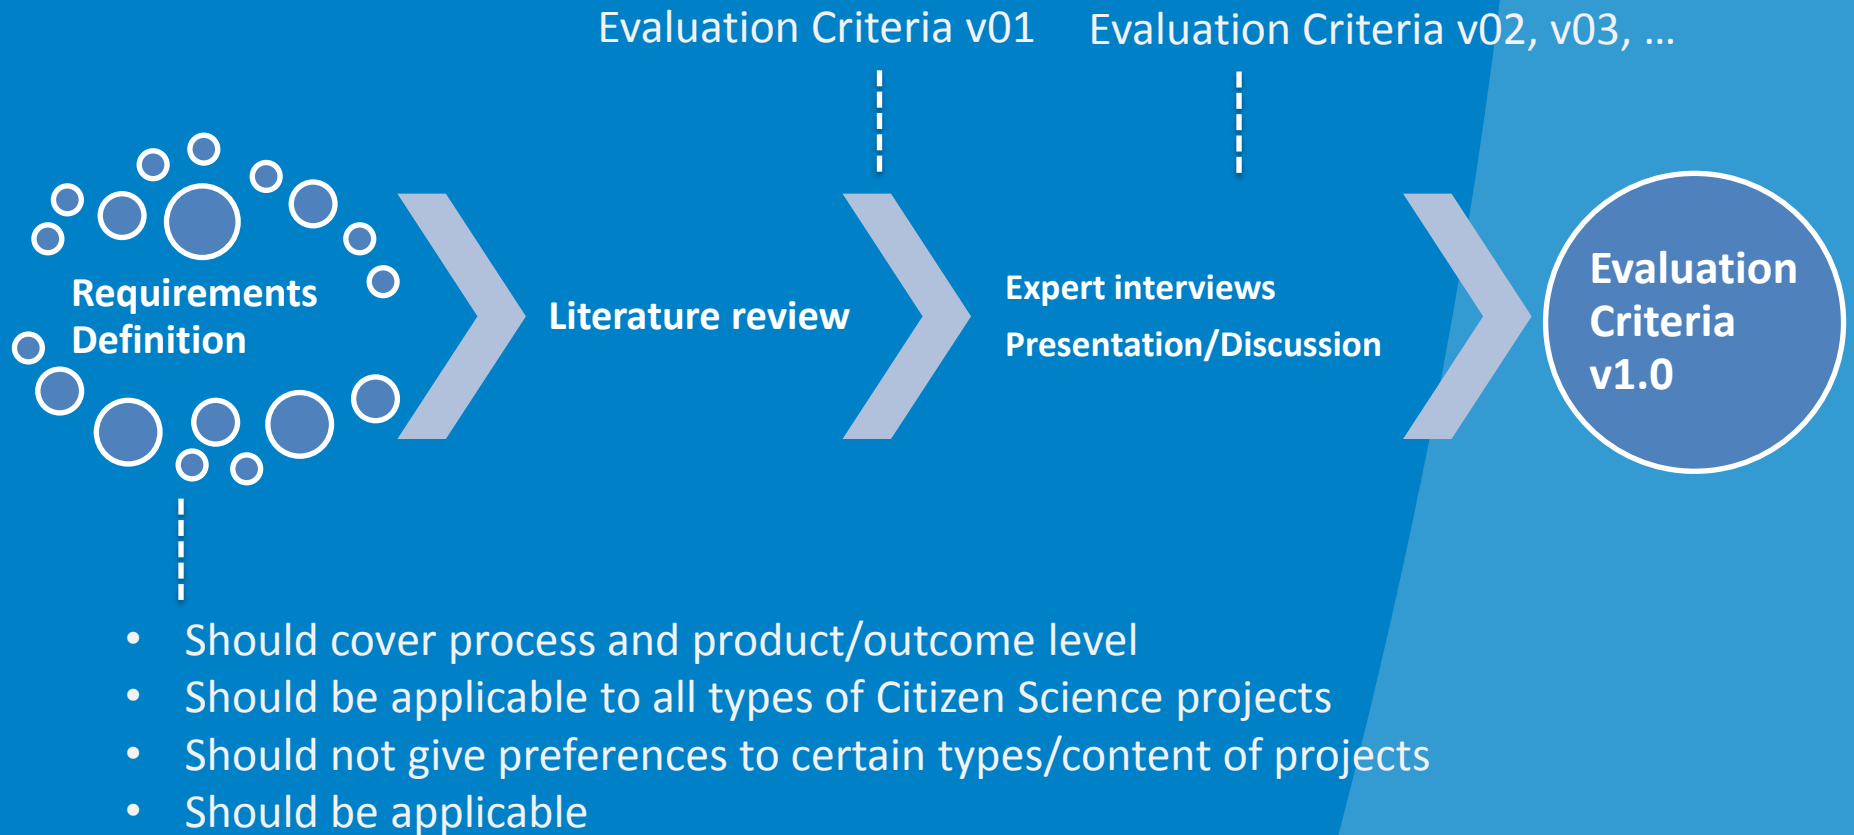 Evaluation Criteria v01
Evaluation Criteria v02, v03, ...
Requirements
Definition
Literature review
Expert interviews
Presentation/Discussion
Evaluation
Criteria
v1.0
• Should cover process and product/outcome level
• Should be applicable to all types of Citizen Science projects
• Should not give preferences to certain types/content of projects
• Should be applicable